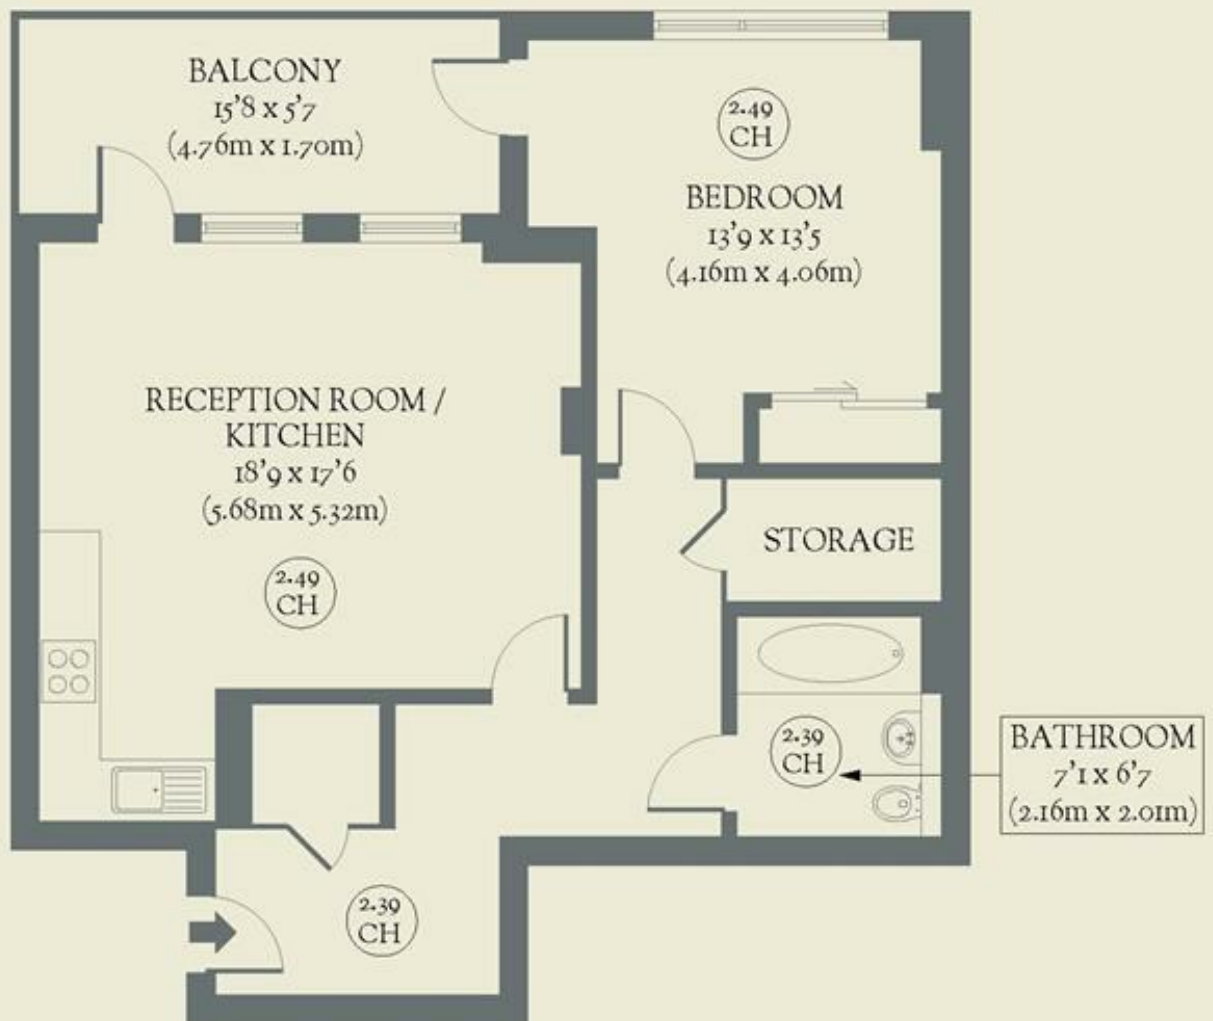 BALCONY
15'8 x 5'7
(4.76m x 1.70m)
2.49
CH
BEDROOM
13'9 x 13'5
(4.16m x 4.06m)
RECEPTION ROOM /
KITCHEN
18'9 x 17'6
(5.68m x 5.32m)
2.49
CH
STORAGE
2.39
CH
BATHROOM
7'1 x 6'7
(2.16m x 2.01m)
2.39
CH